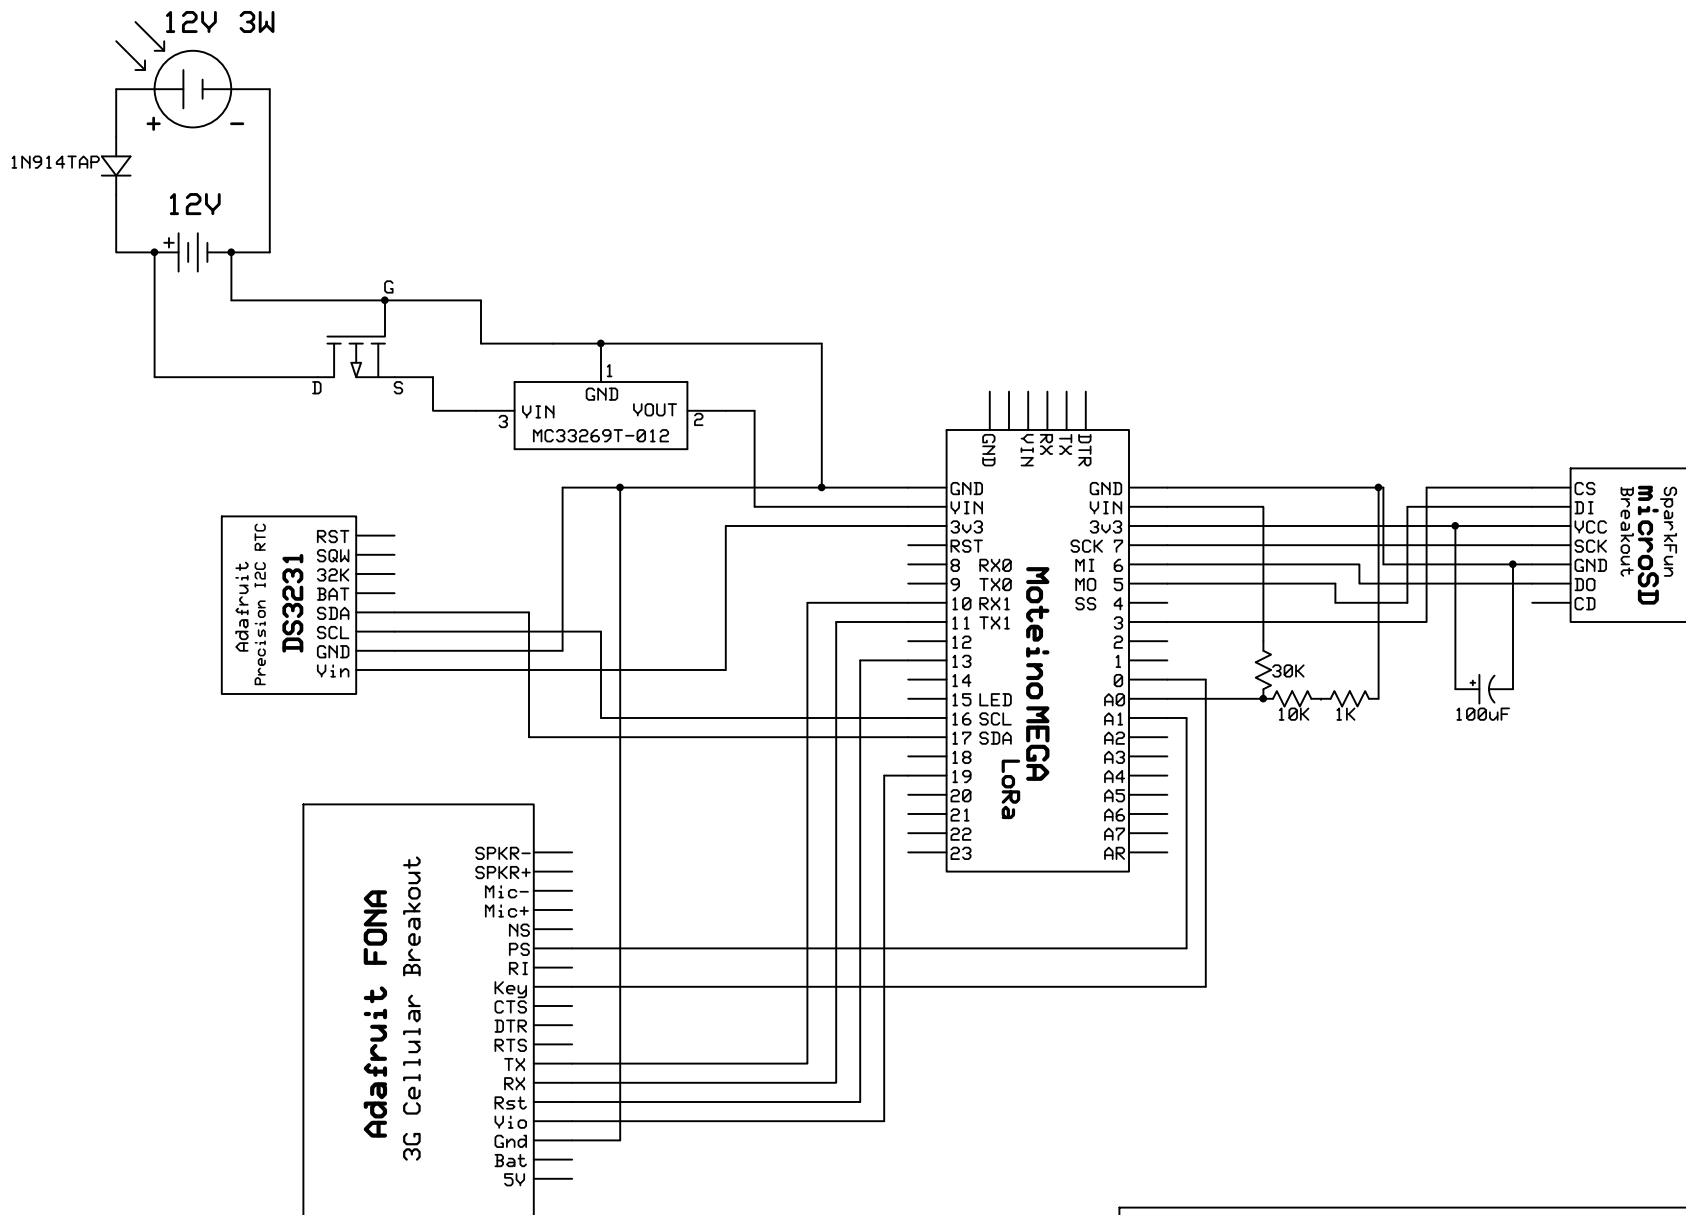 12V 3W
+
-
1N914TAP
12V
+
G
D
S
1
GND
3
VIN
VOUT
2
MC33269T-012
GND
VIN
RX
TX
DTR
GND
VIN
3v3
RST
8 RX0
9 TX0
10 RX1
11 TX1
12
13
14
15 LED
16 SCL
17 SDA
18
19
20
21
22
23
MoteinoMEGA
LoRa
GND
VIN
3v3
SCK 7
MI 6
MO 5
SS 4
3
2
1
0
A0
A1
A2
A3
A4
A5
A6
A7
AR
30K
10K
1K
+
100uF
CS
DI
VCC
SCK
GND
DO
CD
SparkFun
microSD
Breakout
Adafruit
Precision I2C RTC
DS3231
RST
SQW
32K
BAT
SDA
SCL
GND
Vin
Adafruit FONA
3G Cellular Breakout
SPKR-
SPKR+
Mic-
Mic+
NS
PS
RI
Key
CTS
DTR
RTS
TX
RX
Rst
Vio
Gnd
Bat
5V